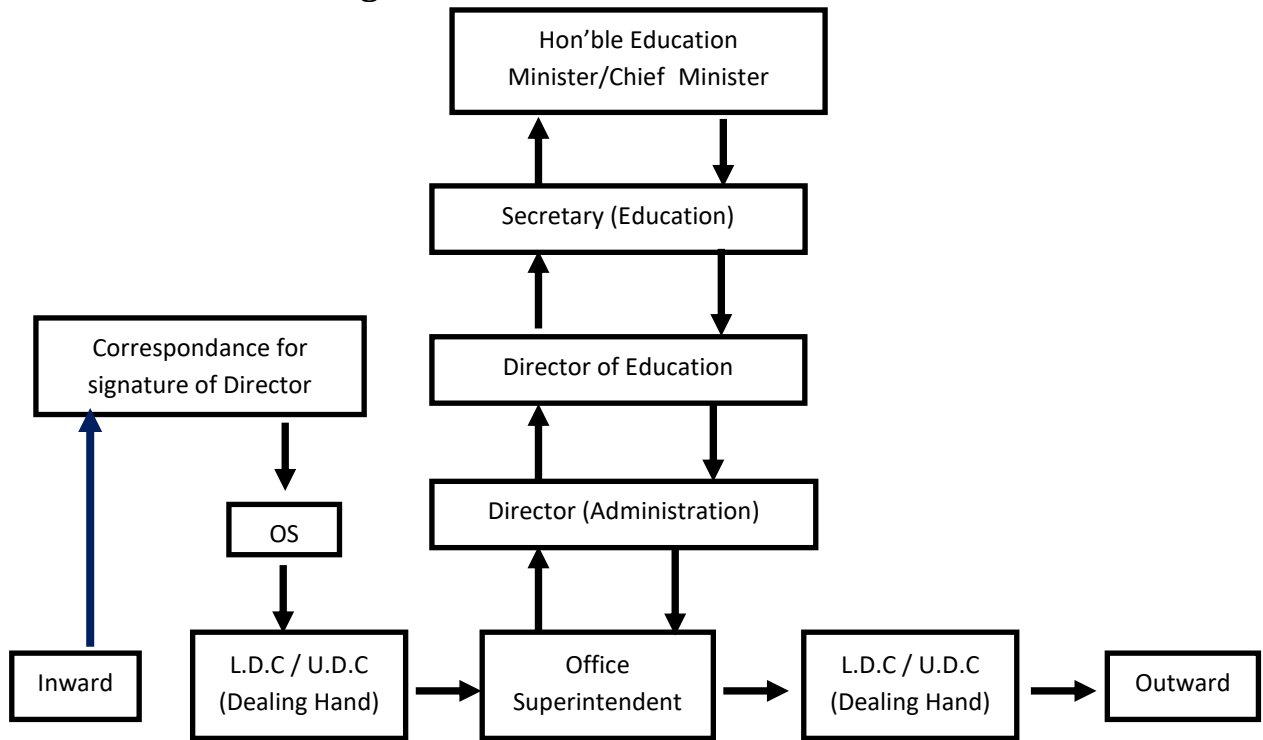 Hon'ble Education
Minister/Chief Minister
Secretary (Education)
Correspondance for
signature of Director
Director of Education
Director (Administration)
OS
Inward
L.D.C / U.D.C
(Dealing Hand)
Office
Superintendent
L.D.C / U.D.C
(Dealing Hand)
Outward